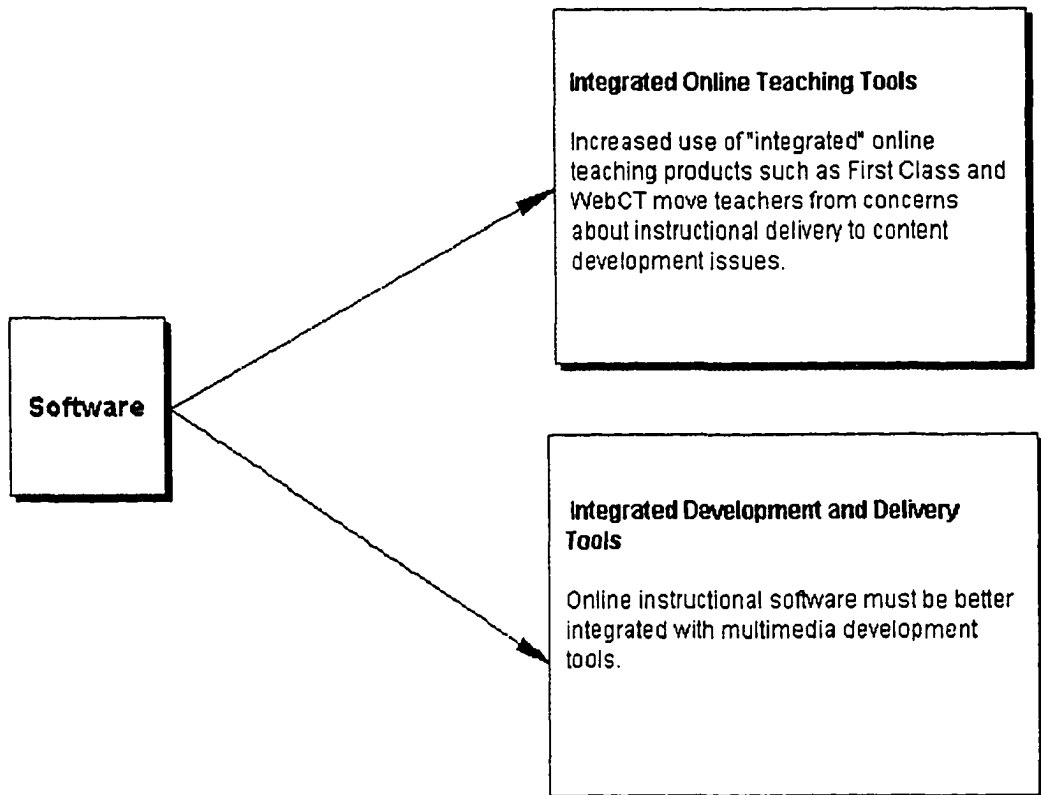 Integrated Online Teaching Tools
Increased use of "integrated" online
teaching products such as First Class and
WebCT move teachers from concerns
about instructional delivery to content
development issues.
Software
Integrated Development and Delivery
Tools
Online instructional software must be better
integrated with multimedia development
tools.